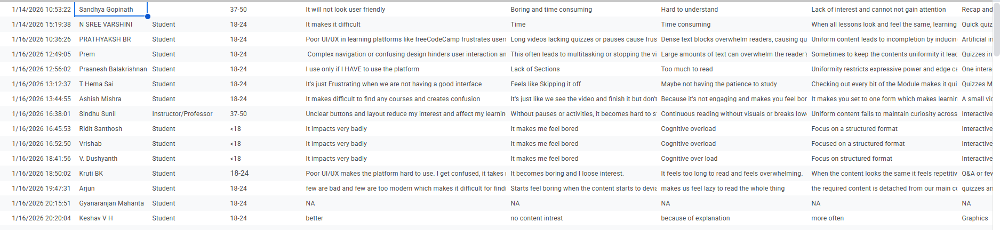 1/14/2026 10:53:22 Sandhya Gopinath 37-50 It will not look user friendly Boring and time consuming Hard to understand Lack of interest and cannot not gain attention Recap and
1/14/2026 15:19:38 N SREE VARSHINI Student 18-24 It makes it difficult Time Time consuming When all lessons look and feel the same, learning Quick quiz
1/16/2026 10:36:26 PRATHYAKSH BR Student 18-24 Poor UI/UX in learning platforms like freeCodeCamp frustrates users Long videos lacking quizzes or pauses cause frus Dense text blocks overwhelm readers, causing qu Uniform content leads to incompletion by inducin Artificial in
1/16/2026 12:49:05 Prem Student 18-24 Complex navigation or confusing design hinders user interaction an This often leads to multitasking or stopping the vi Large amounts of text can overwhelm the reader's Sometimes to keep the contents uniformity it leac Quizzes in
1/16/2026 12:56:02 Praanesh Balakrishnan Student 18-24 I use only if I HAVE to use the platform Lack of Sections Too much to read Uniformity restricts expressive power and edge ca One intera
1/16/2026 13:12:37 T Hema Sai Student 18-24 It's just Frustrating when we are not having a good interface Feels like Skipping it off Maybe not having the patience to study Checking out every bit of the Module makes it qui Quizzes M
1/16/2026 13:44:55 Ashish Mishra Student 18-24 It makes difficult to find any courses and creates confusion It's just like we see the video and finish it but don't Because it's not engaging and makes you feel bor It makes you set to one form which makes learnin A small vic
1/16/2026 16:38:01 Sindhu Sunil Instructor/Professor 37-50 Unclear buttons and layout reduce my interest and affect my learnin Without pauses or activities, it becomes hard to s Continuous reading without visuals or breaks low Uniform content fails to maintain curiosity across Interactive
1/16/2026 16:45:53 Ridit Santhosh Student <18 It impacts very badly It makes me feel bored Cognitive overload Focus on a structured format Interactive
1/16/2026 16:52:50 Vrishab Student <18 It impacts very badly It makes me feel bored Cognitive overload Focused on a structured format Interactive
1/16/2026 18:41:56 V. Dushyanth Student <18 It impacts very badly It makes me feel bored Cognitive over load Focus on structured format Interactive
1/16/2026 18:50:02 Kruti BK Student 18-24 Poor UI/UX makes the platform hard to use. I get confused, it takes It becomes boring and I loose interest. It feels too long to read and feels overwhelming. When the content looks the same it feels repetitiv Q&A or few
1/16/2026 19:47:31 Arjun Student 18-24 few are bad and few are too modern which makes it difficult for findi Starts feel boring when the content starts to devia makes us feel lazy to read the whole thing the required content is detached from our main cc quizzes an
1/16/2026 20:15:51 Gyanaranjan Mahanta Student 18-24 NA NA NA NA NA
1/16/2026 20:20:04 Keshav V H Student 18-24 better no content intrest because of explanation more often Graphics